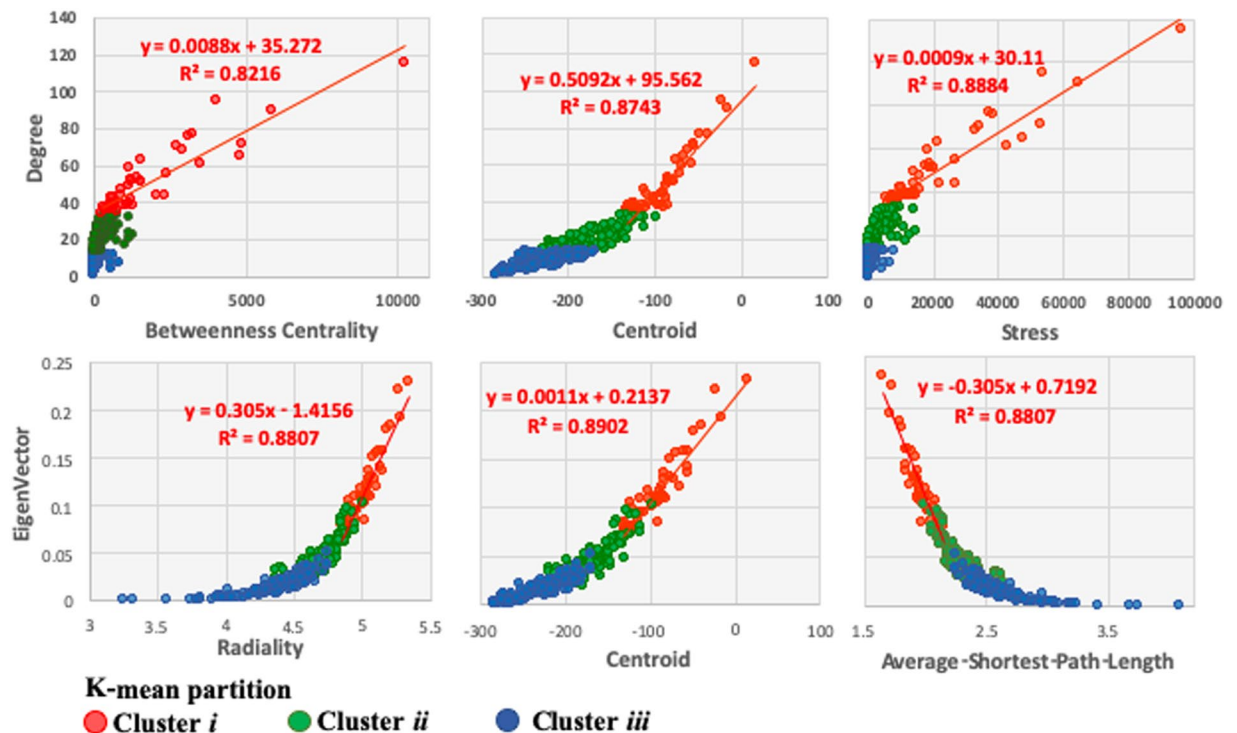 140
120
100
80
60
40
20
0
Degree
y = 0.0088x + 35.272
R² = 0.8216
0 5000 10000
Betweenness Centrality
y = 0.5092x + 95.562
R² = 0.8743
-300 -200 -100 0 100
Centroid
y = 0.0009x + 30.11
R² = 0.8884
0 20000 40000 60000 80000 100000
Stress
0.25
0.2
0.15
0.1
0.05
0
EigenVector
y = 0.305x - 1.4156
R² = 0.8807
3 3.5 4 4.5 5 5.5
Radiality
y = 0.0011x + 0.2137
R² = 0.8902
-300 -200 -100 0 100
Centroid
y = -0.305x + 0.7192
R² = 0.8807
1.5 2.5 3.5
Average-Shortest-Path-Length
K-mean partition
Cluster i Cluster ii Cluster iii